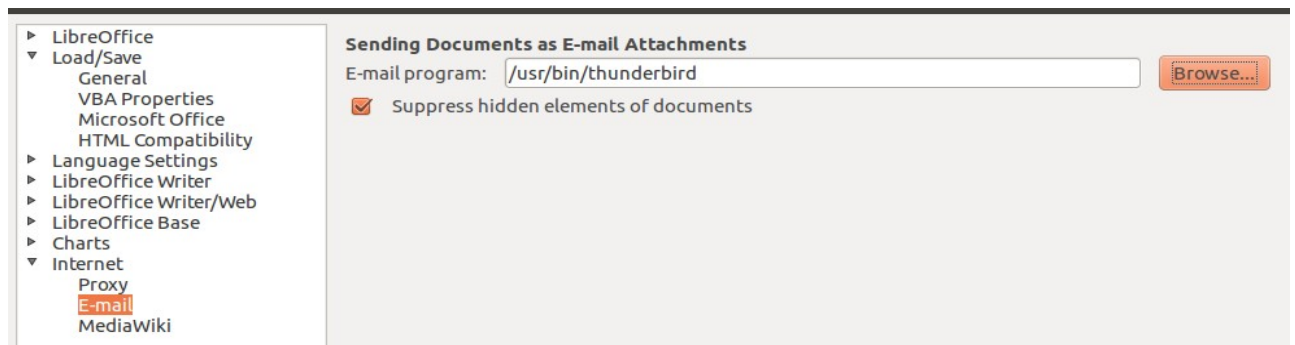 LibreOffice
Load/Save
General
VBA Properties
Microsoft Office
HTML Compatibility
Language Settings
LibreOffice Writer
LibreOffice Writer/Web
LibreOffice Base
Charts
Internet
Proxy
E-mail
MediaWiki
Sending Documents as E-mail Attachments
E-mail program: /usr/bin/thunderbird Browse...
Suppress hidden elements of documents